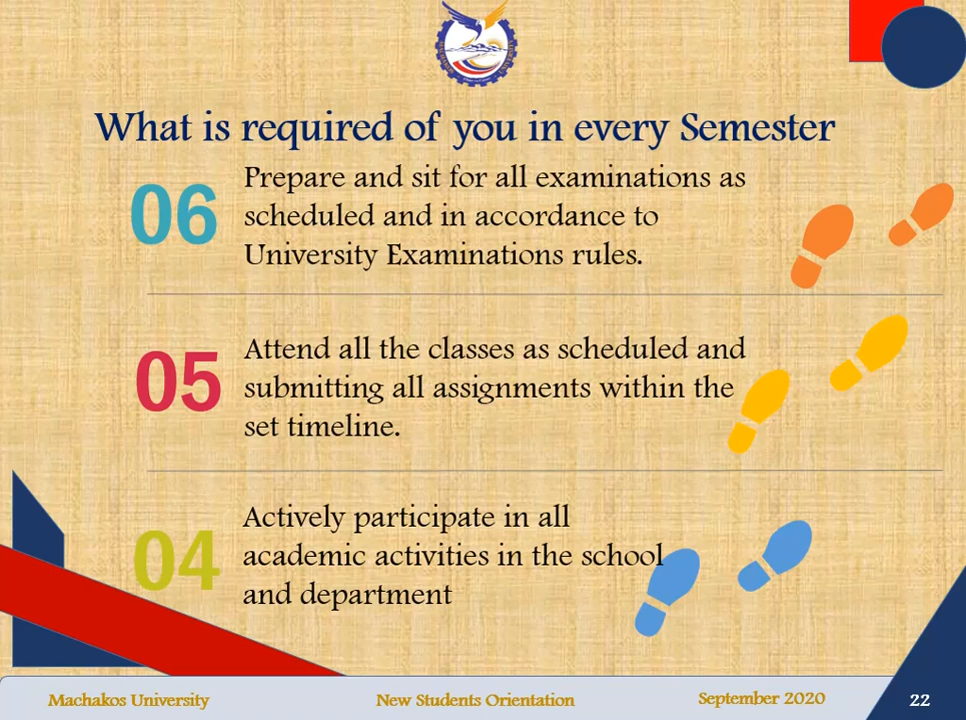 What is required of you in every Semester
06
Prepare and sit for all examinations as
scheduled and in accordance to
University Examinations rules.
05
Attend all the classes as scheduled and
submitting all assignments within the
set timeline.
04
Actively participate in all
academic activities in the school
and department
Machakos University
New Students Orientation
September 2020
22